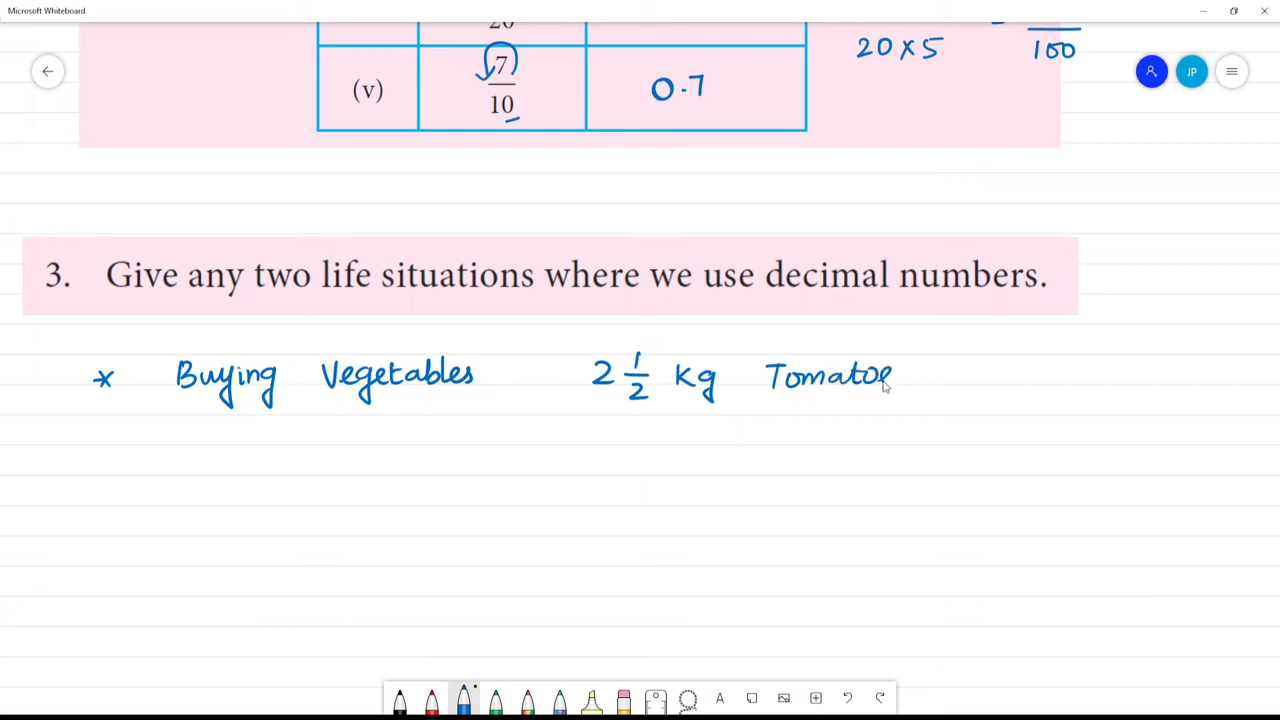 Microsoft Whiteboard
20 × 5
100
JP
(v) 7/10 0.7
3. Give any two life situations where we use decimal numbers.
* Buying Vegetables 2 1/2 Kg Tomatoe
A